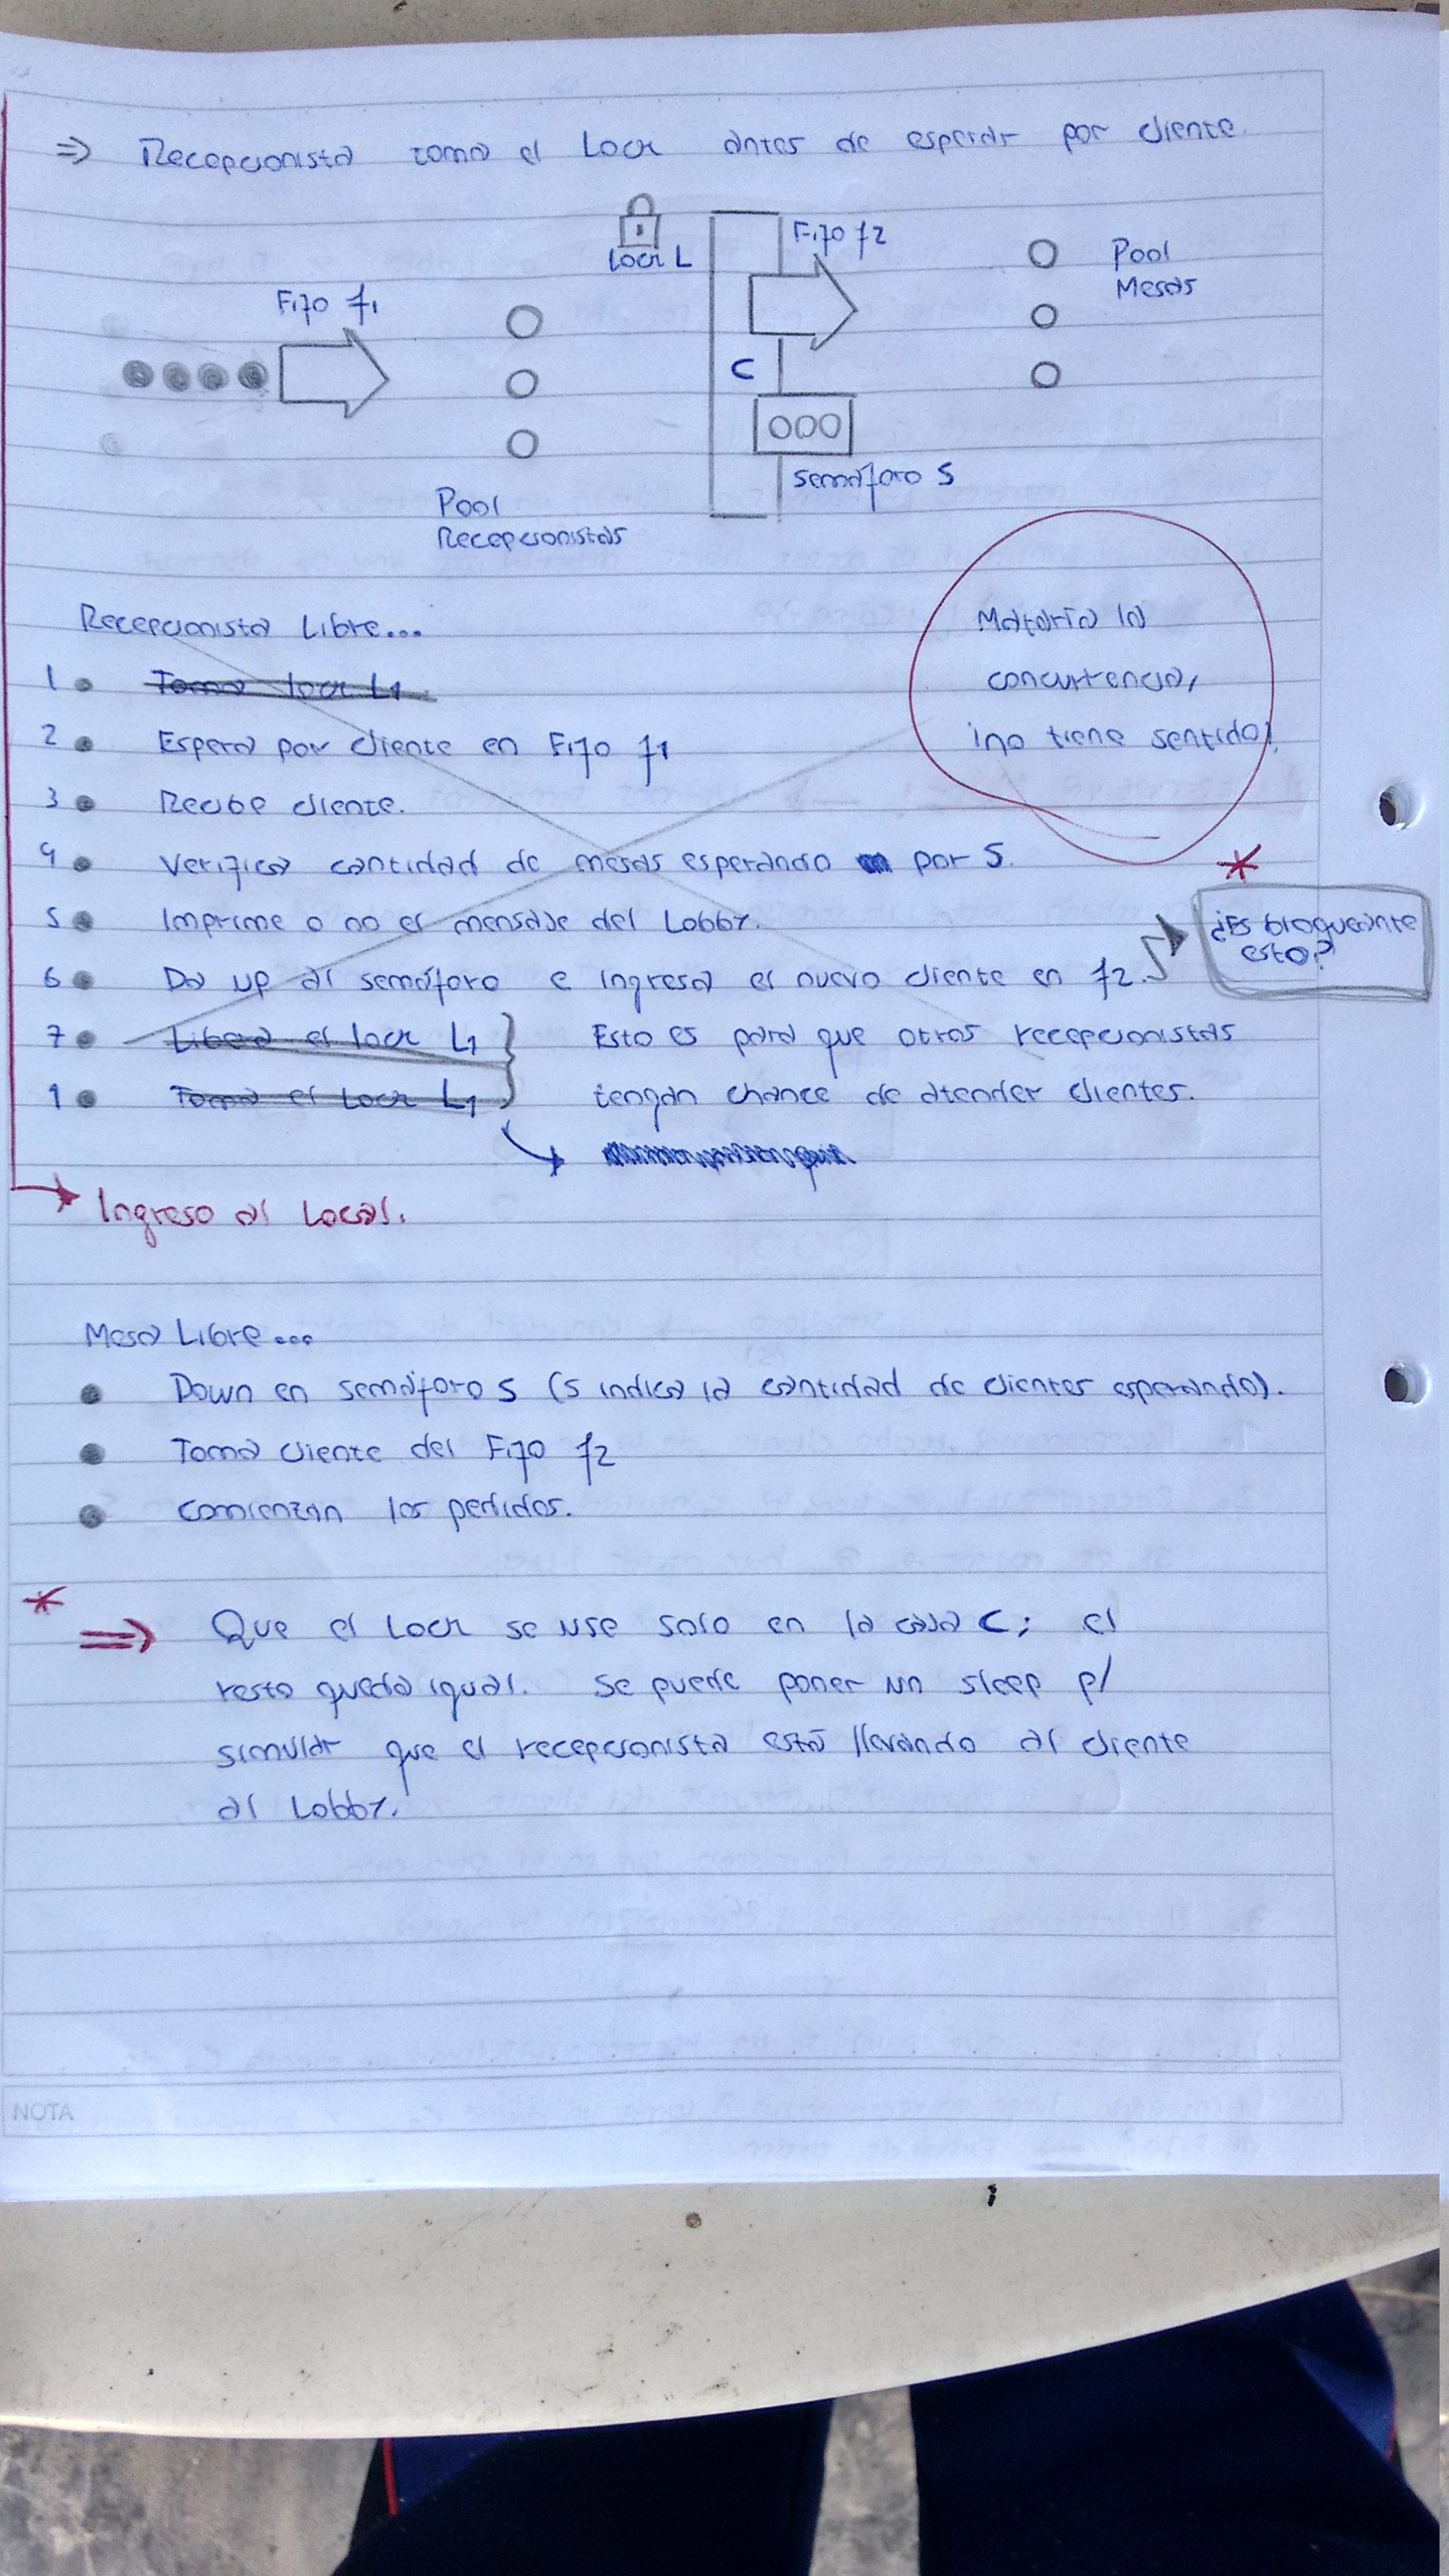 ⇒ Recepcionista toma el Lock antes de esperar por cliente.
Lock L
Fifo f2
Pool
Mesas
Fifo f1
C
semáforo S
Pool
Recepcionistas
Recepcionista Libre...
Mataría la
concurrencia,
¡no tiene sentido!
1 • Toma lock L1
2 • Espera por cliente en Fifo f1
3 • Recibe cliente.
4 • Verifica cantidad de mesas esperando por S.
5 • Imprime o no el mensaje del Lobby.
*
¿Es bloqueante
esto?
6 • Da up al semáforo e ingresa el nuevo cliente en f2.
7 • Libera el lock L1 } Esto es para que otros recepcionistas
1 • Toma el Lock L1 tengan chance de atender clientes.
→ Ingreso al Local.
Mesa Libre...
• Down en semáforo S (S indica la cantidad de clientes esperando).
• Toma cliente del Fifo f2
• Comienzan los pedidos.
*
⇒ Que el Lock se use solo en la caja C; el
resto queda igual. Se puede poner un sleep p/
simular que el recepcionista está llevando al cliente
al Lobby.
NOTA